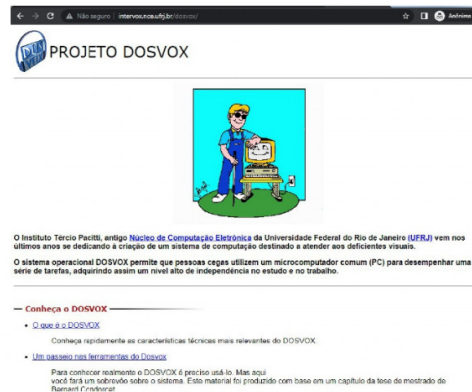 Não seguro intervox.nce.ufrj.br/dosvox/ Anônima
PROJETO DOSVOX
O Instituto Tércio Pacitti, antigo Núcleo de Computação Eletrônica da Universidade Federal do Rio de Janeiro (UFRJ) vem nos
últimos anos se dedicando à criação de um sistema de computação destinado a atender aos deficientes visuais.
O sistema operacional DOSVOX permite que pessoas cegas utilizem um microcomputador comum (PC) para desempenhar uma
série de tarefas, adquirindo assim um nível alto de independência no estudo e no trabalho.
Conheça o DOSVOX
O que é o DOSVOX
Conheça rapidamente as características técnicas mais relevantes do DOSVOX.
Um passeio nas ferramentas do Dosvox
Para conhecer realmente o DOSVOX é preciso usá-lo. Mas aqui
você fará um sobrevôo sobre o sistema. Este material foi produzido com base em um capítulo da tese de mestrado de
Bernard Condorcet